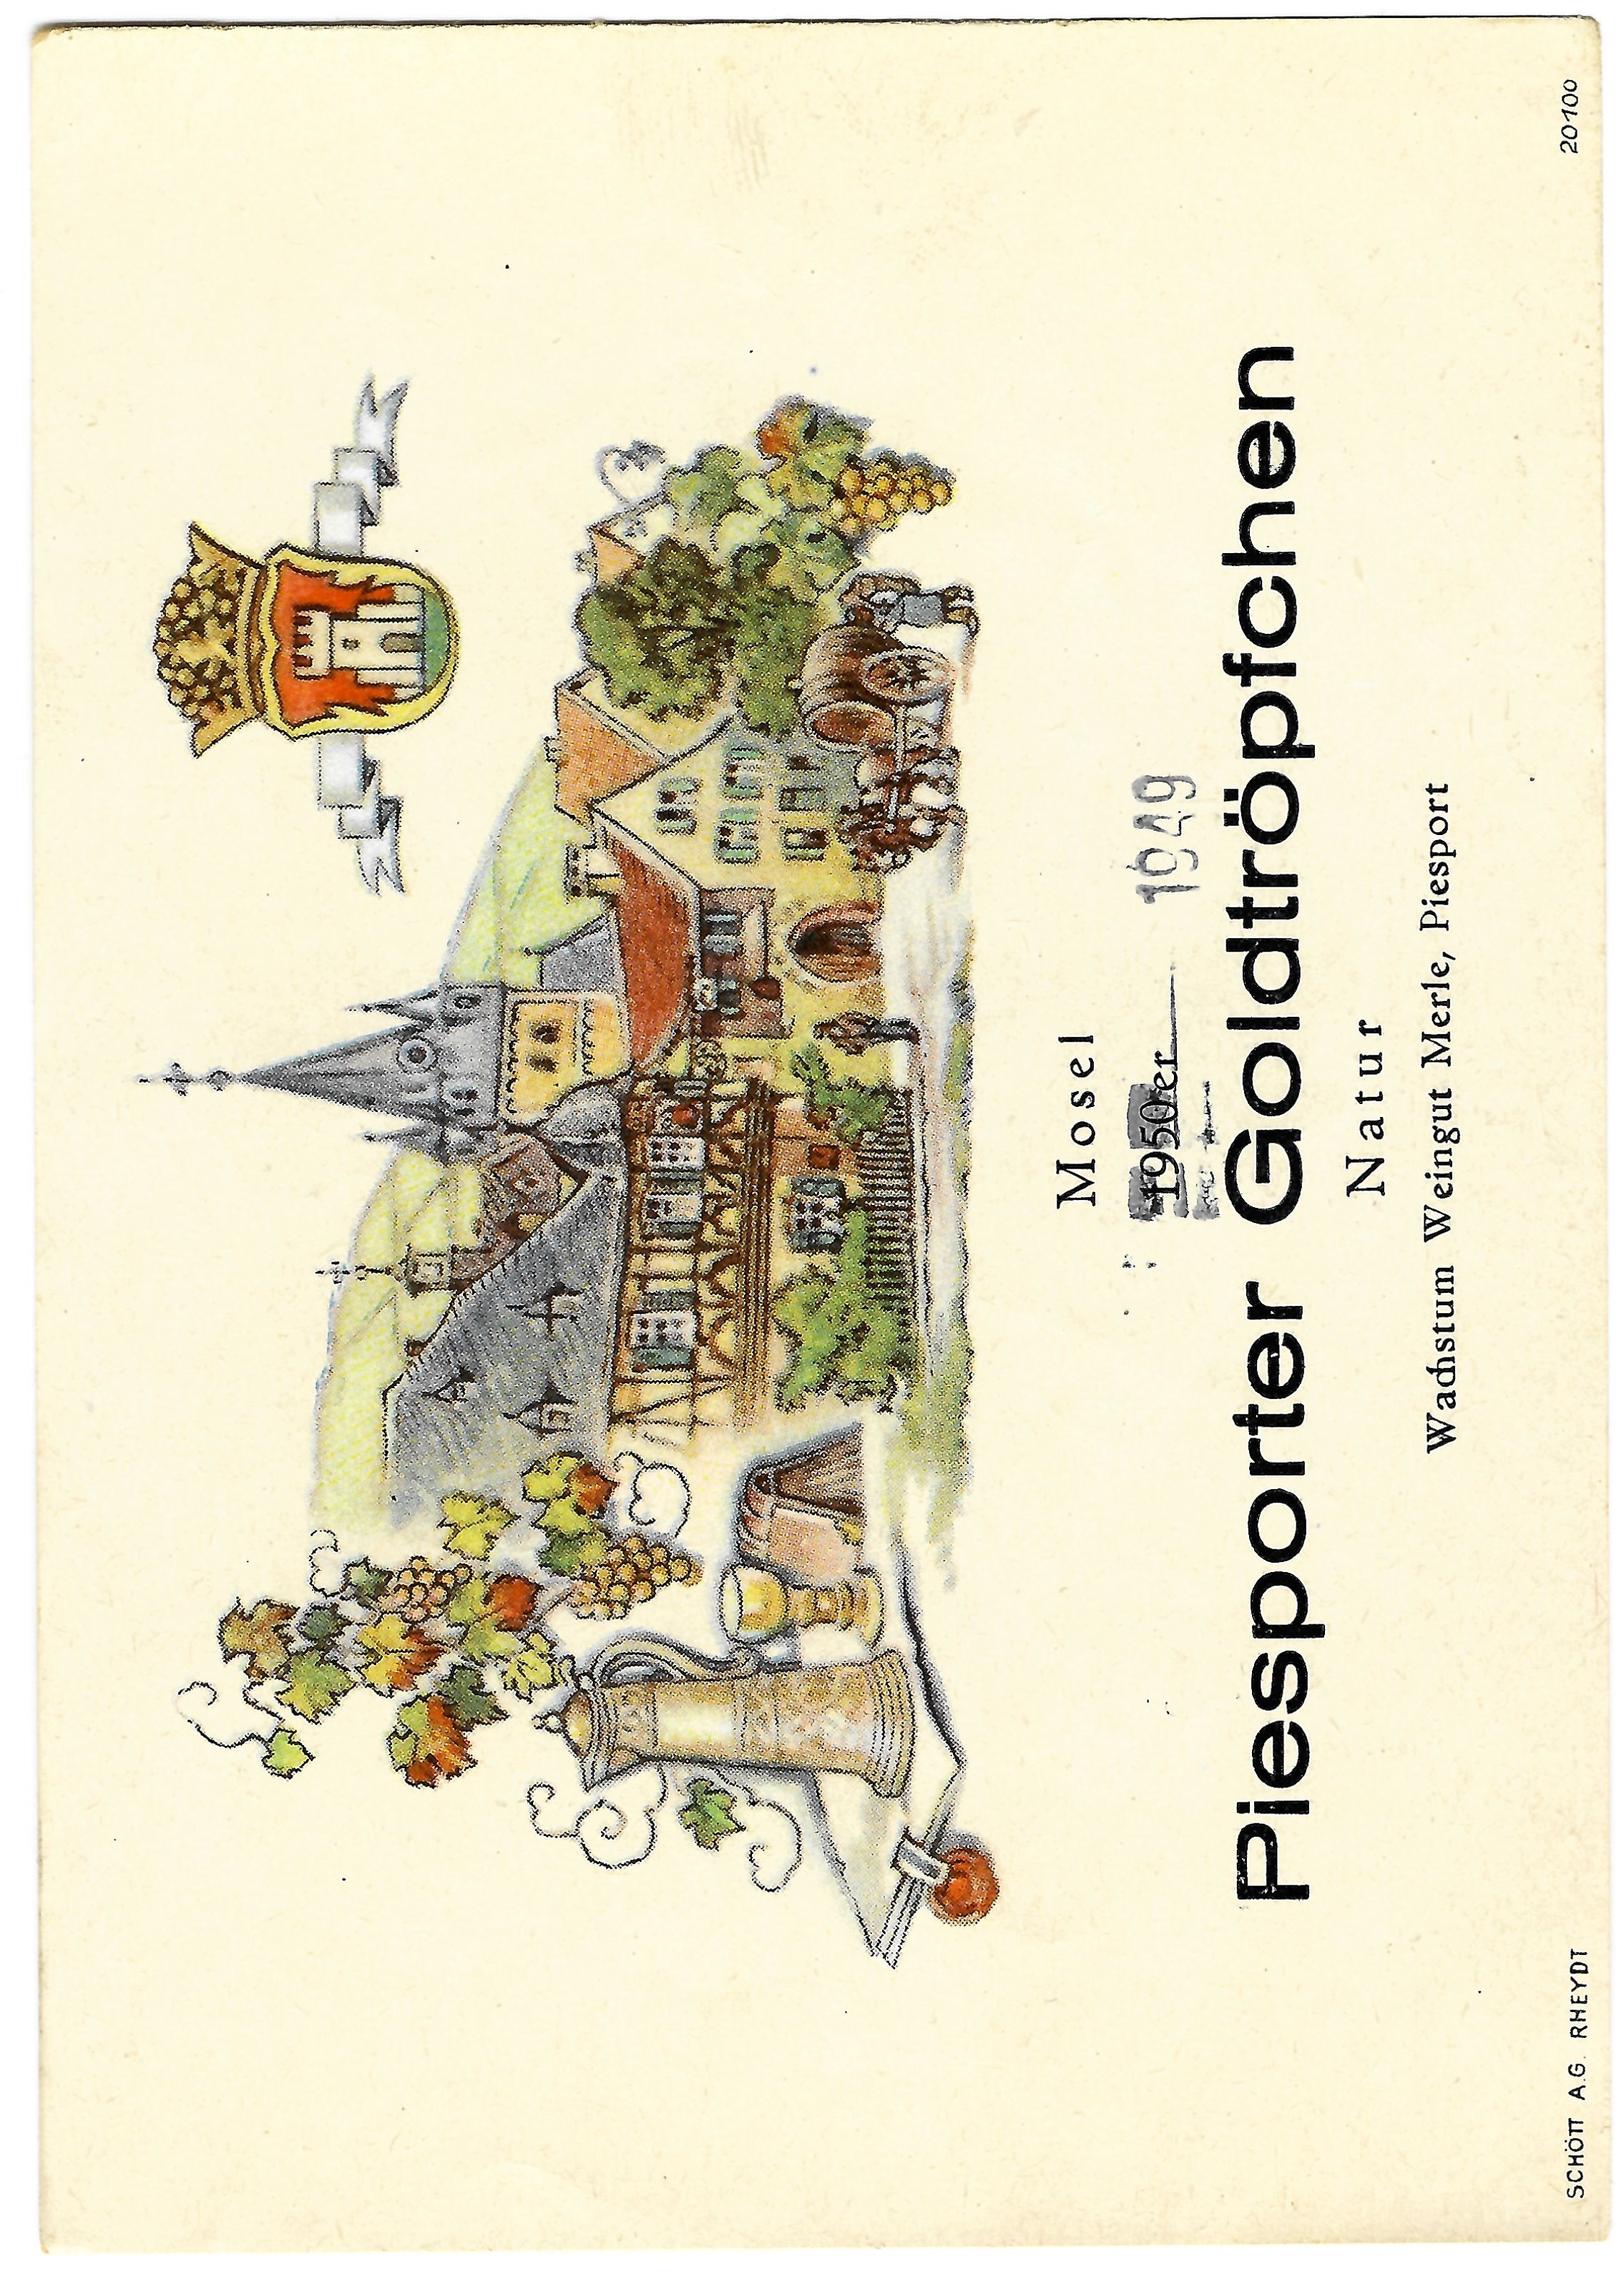 Mosel
1950er 1949
Piesporter Goldtröpfchen
Natur
Wachstum Weingut Merle, Piesport
SCHÖTT A.G. RHEYDT
20100